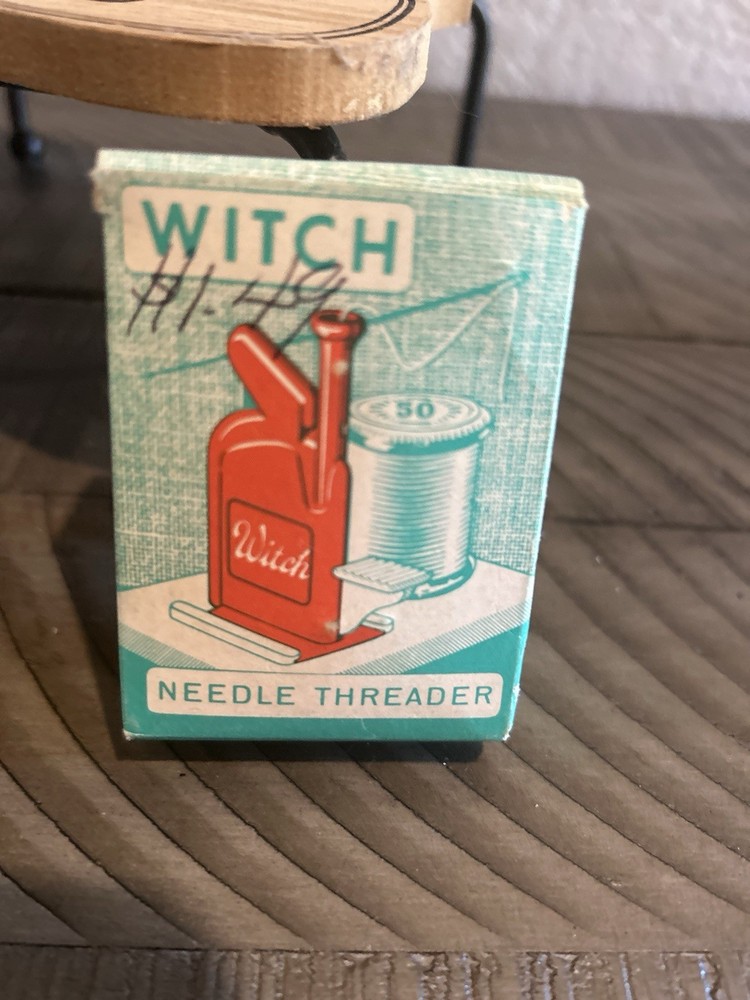 WITCH
$1.49
50
Witch
NEEDLE THREADER